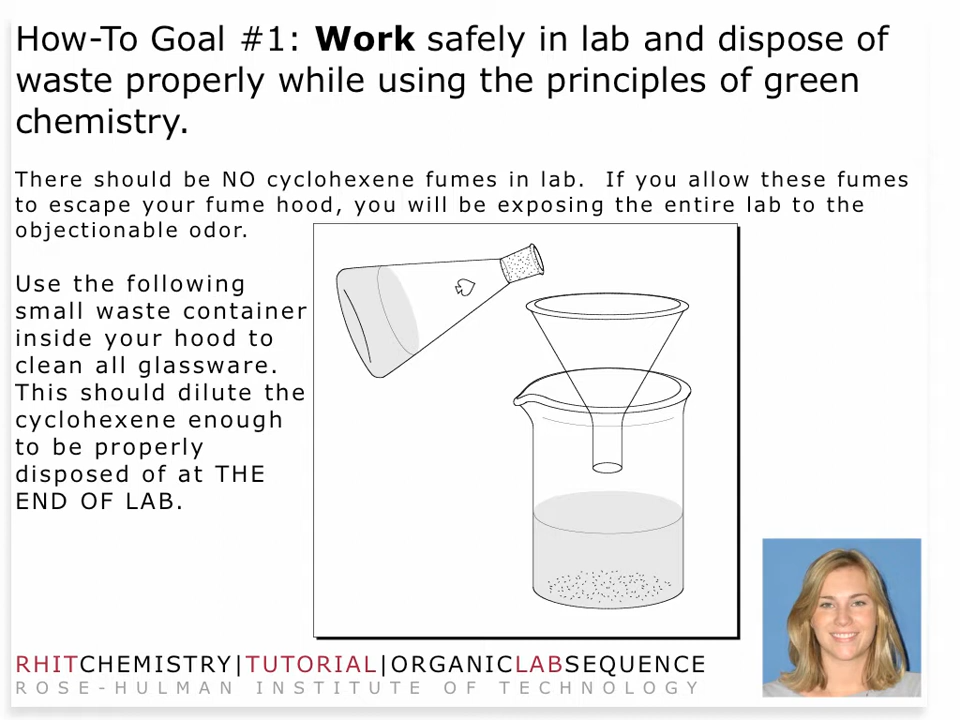 How-To Goal #1: Work safely in lab and dispose of
waste properly while using the principles of green
chemistry.
There should be NO cyclohexene fumes in lab.  If you allow these fumes
to escape your fume hood, you will be exposing the entire lab to the
objectionable odor.
Use the following
small waste container
inside your hood to
clean all glassware.
This should dilute the
cyclohexene enough
to be properly
disposed of at THE
END OF LAB.
RHITCHEMISTRY|TUTORIAL|ORGANICLABSEQUENCE
ROSE-HULMAN INSTITUTE OF TECHNOLOGY